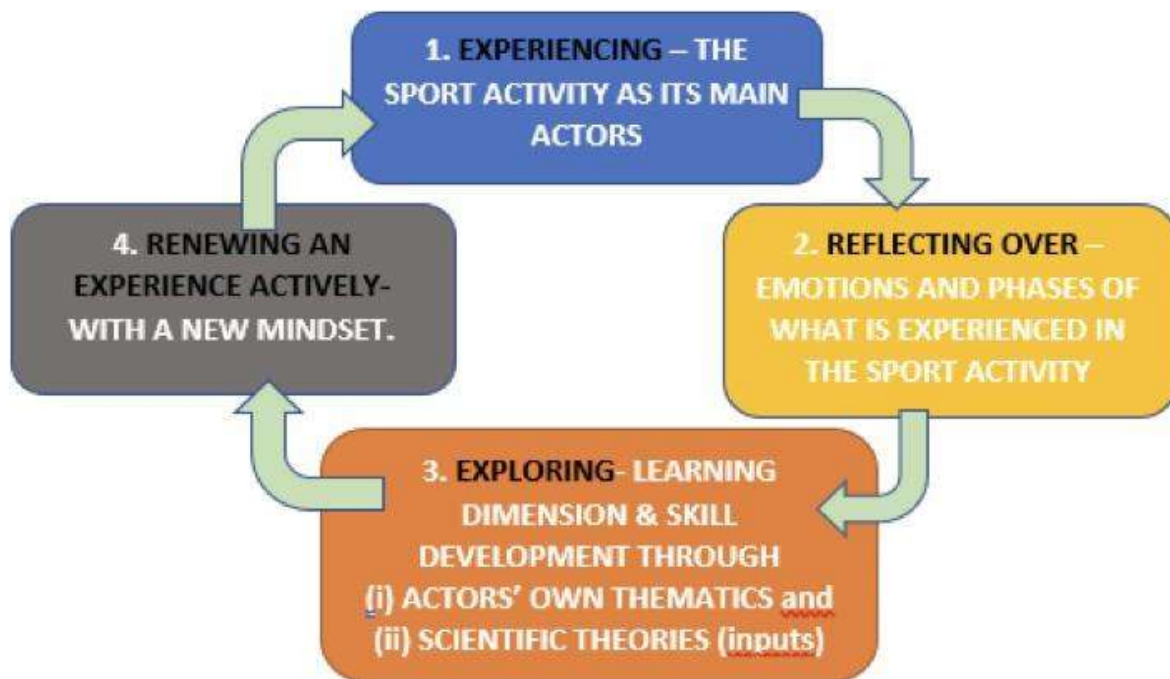 1. EXPERIENCING – THE
SPORT ACTIVITY AS ITS MAIN
ACTORS
2. REFLECTING OVER –
EMOTIONS AND PHASES OF
WHAT IS EXPERIENCED IN
THE SPORT ACTIVITY
3. EXPLORING- LEARNING
DIMENSION & SKILL
DEVELOPMENT THROUGH
(i) ACTORS’ OWN THEMATICS and
(ii) SCIENTIFIC THEORIES (inputs)
4. RENEWING AN
EXPERIENCE ACTIVELY-
WITH A NEW MINDSET.